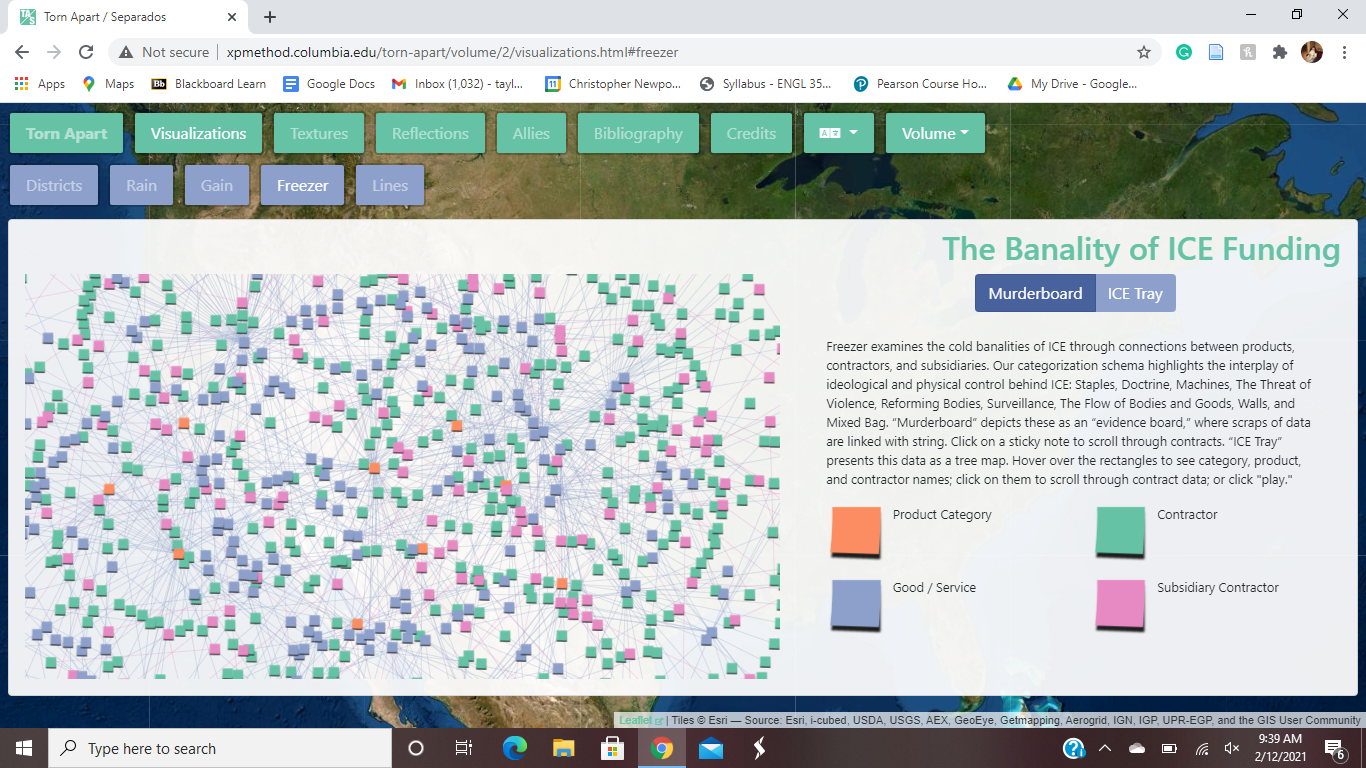 Torn Apart / Separados
Not secure | xpmethod.columbia.edu/torn-apart/volume/2/visualizations.html#freezer
Apps Maps Bb Blackboard Learn Google Docs Inbox (1,032) - tayl... 11 Christopher Newpo... Syllabus - ENGL 35... Pearson Course Ho... My Drive - Google...
Torn Apart Visualizations Textures Reflections Allies Bibliography Credits Volume
Districts Rain Gain Freezer Lines
The Banality of ICE Funding
Murderboard ICE Tray
Freezer examines the cold banalities of ICE through connections between products,
contractors, and subsidiaries. Our categorization schema highlights the interplay of
ideological and physical control behind ICE: Staples, Doctrine, Machines, The Threat of
Violence, Reforming Bodies, Surveillance, The Flow of Bodies and Goods, Walls, and
Mixed Bag. “Murderboard” depicts these as an “evidence board,” where scraps of data
are linked with string. Click on a sticky note to scroll through contracts. “ICE Tray”
presents this data as a tree map. Hover over the rectangles to see category, product,
and contractor names; click on them to scroll through contract data; or click "play."
Product Category Contractor
Good / Service Subsidiary Contractor
Leaflet | Tiles © Esri — Source: Esri, i-cubed, USDA, USGS, AEX, GeoEye, Getmapping, Aerogrid, IGN, IGP, UPR-EGP, and the GIS User Community
Type here to search
9:39 AM
2/12/2021
6